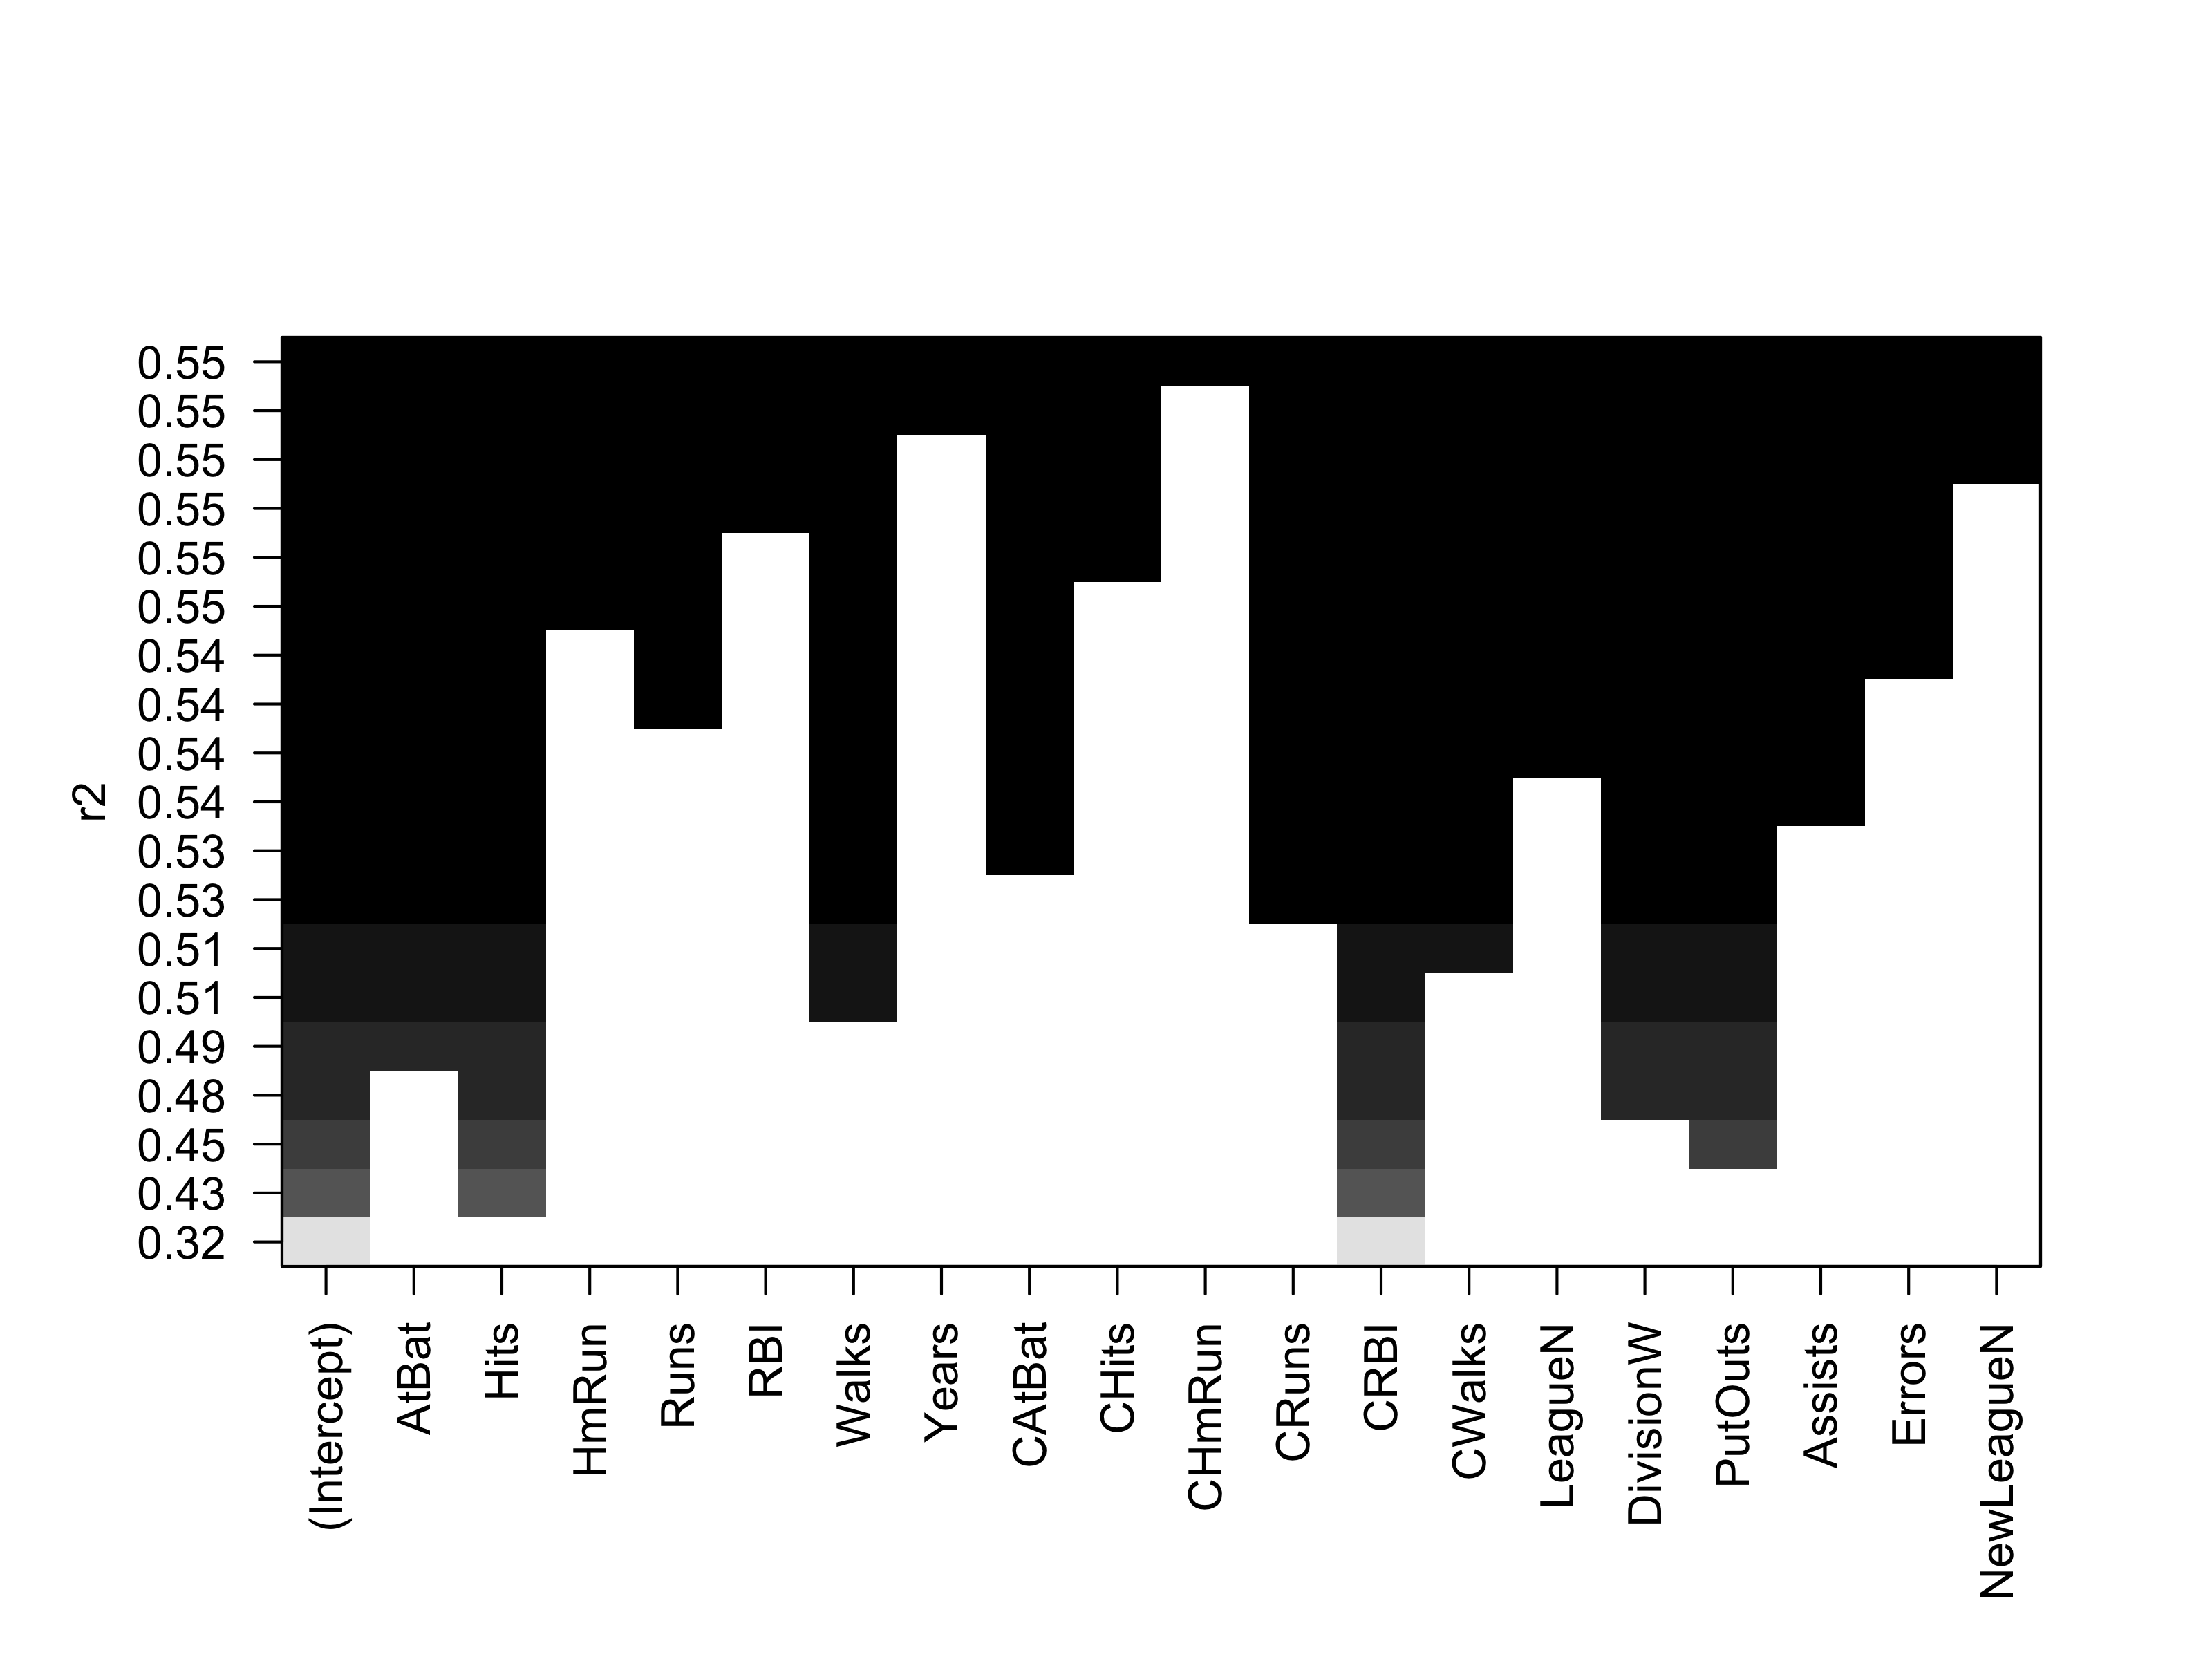 r2
0.55
0.55
0.55
0.55
0.55
0.55
0.54
0.54
0.54
0.54
0.53
0.53
0.51
0.51
0.49
0.48
0.45
0.43
0.32
(Intercept)
AtBat
Hits
HmRun
Runs
RBI
Walks
Years
CAtBat
CHits
CHmRun
CRuns
CRBI
CWalks
LeagueN
DivisionW
PutOuts
Assists
Errors
NewLeagueN